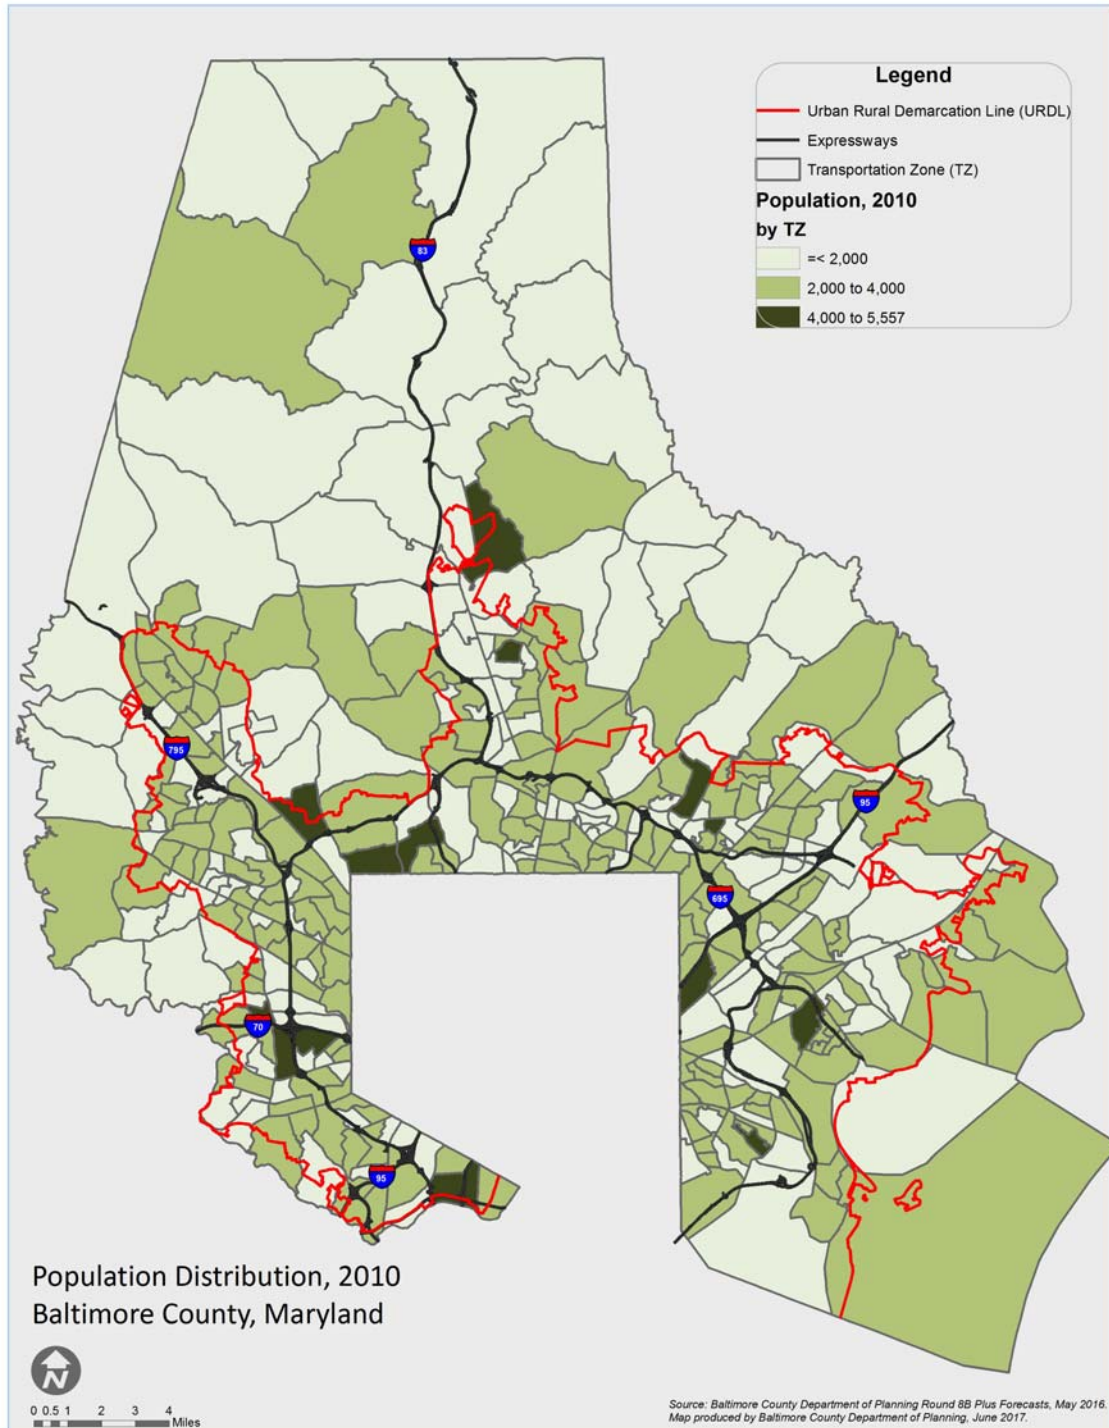 Legend
Urban Rural Demarcation Line (URDL)
Expressways
Transportation Zone (TZ)
Population, 2010
by TZ
=< 2,000
2,000 to 4,000
4,000 to 5,557
83
795
95
695
70
95
Population Distribution, 2010
Baltimore County, Maryland
N
0 0.5 1 2 3 4
Miles
Source: Baltimore County Department of Planning Round 8B Plus Forecasts, May 2016.
Map produced by Baltimore County Department of Planning, June 2017.